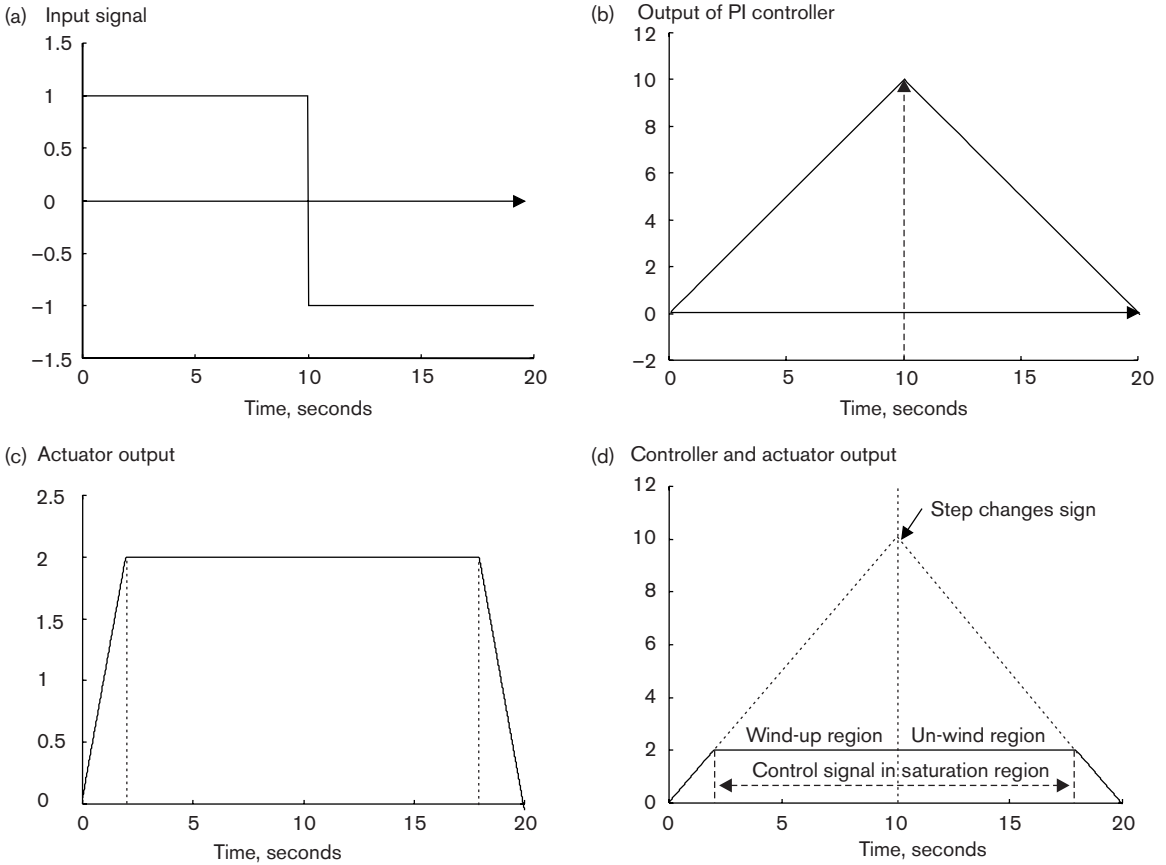 (a) Input signal
1.5
1
0.5
0
−0.5
−1
−1.5
0 5 10 15 20
Time, seconds
(b) Output of PI controller
12
10
8
6
4
2
0
−2
0 5 10 15 20
Time, seconds
(c) Actuator output
2.5
2
1.5
1
0.5
0
0 5 10 15 20
Time, seconds
(d) Controller and actuator output
12
10
8
6
4
2
0
Step changes sign
Wind-up region Un-wind region
Control signal in saturation region
0 5 10 15 20
Time, seconds